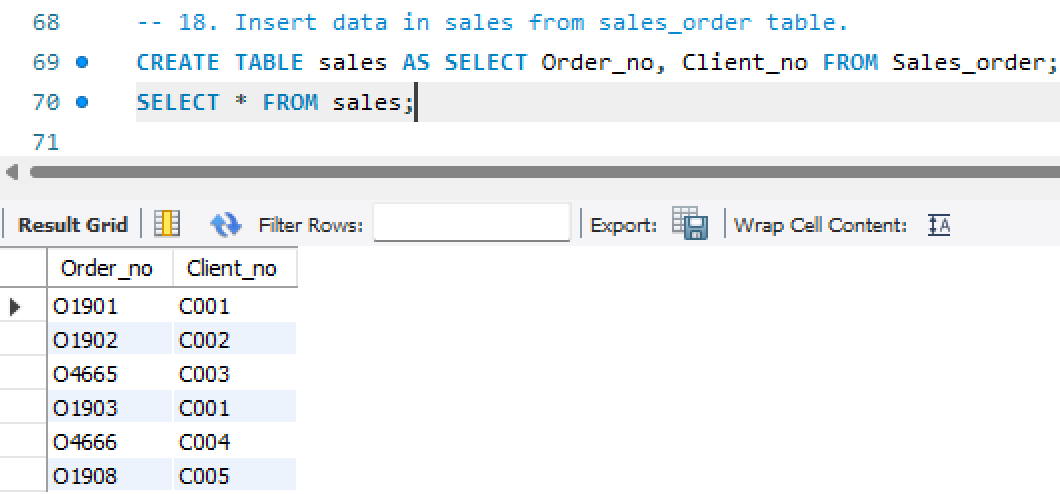 68 -- 18. Insert data in sales from sales_order table.
69 CREATE TABLE sales AS SELECT Order_no, Client_no FROM Sales_order;
70 SELECT * FROM sales;
71
Result Grid Filter Rows: Export: Wrap Cell Content: IA
Order_no Client_no
O1901 C001
O1902 C002
O4665 C003
O1903 C001
O4666 C004
O1908 C005